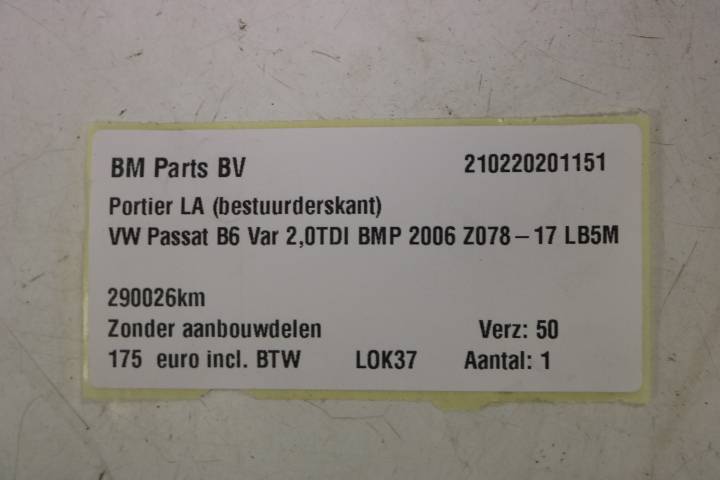 BM Parts BV 210220201151
Portier LA (bestuurderskant)
VW Passat B6 Var 2,0TDI BMP 2006 Z078-17 LB5M
290026km
Zonder aanbouwdelen Verz: 50
175 euro incl. BTW LOK37 Aantal: 1